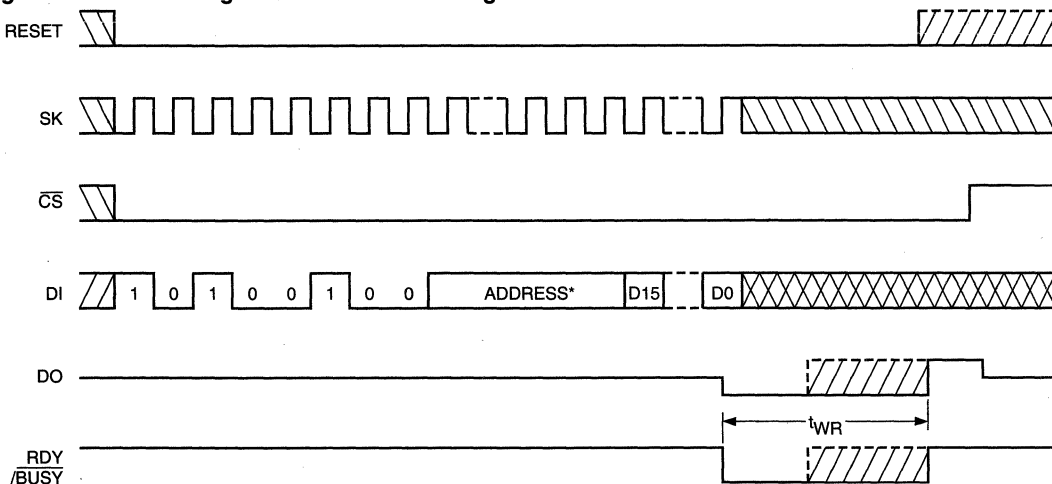 RESET
SK
CS
DI 1 0 1 0 0 1 0 0 ADDRESS* D15 D0
DO
tWR
RDY
/BUSY